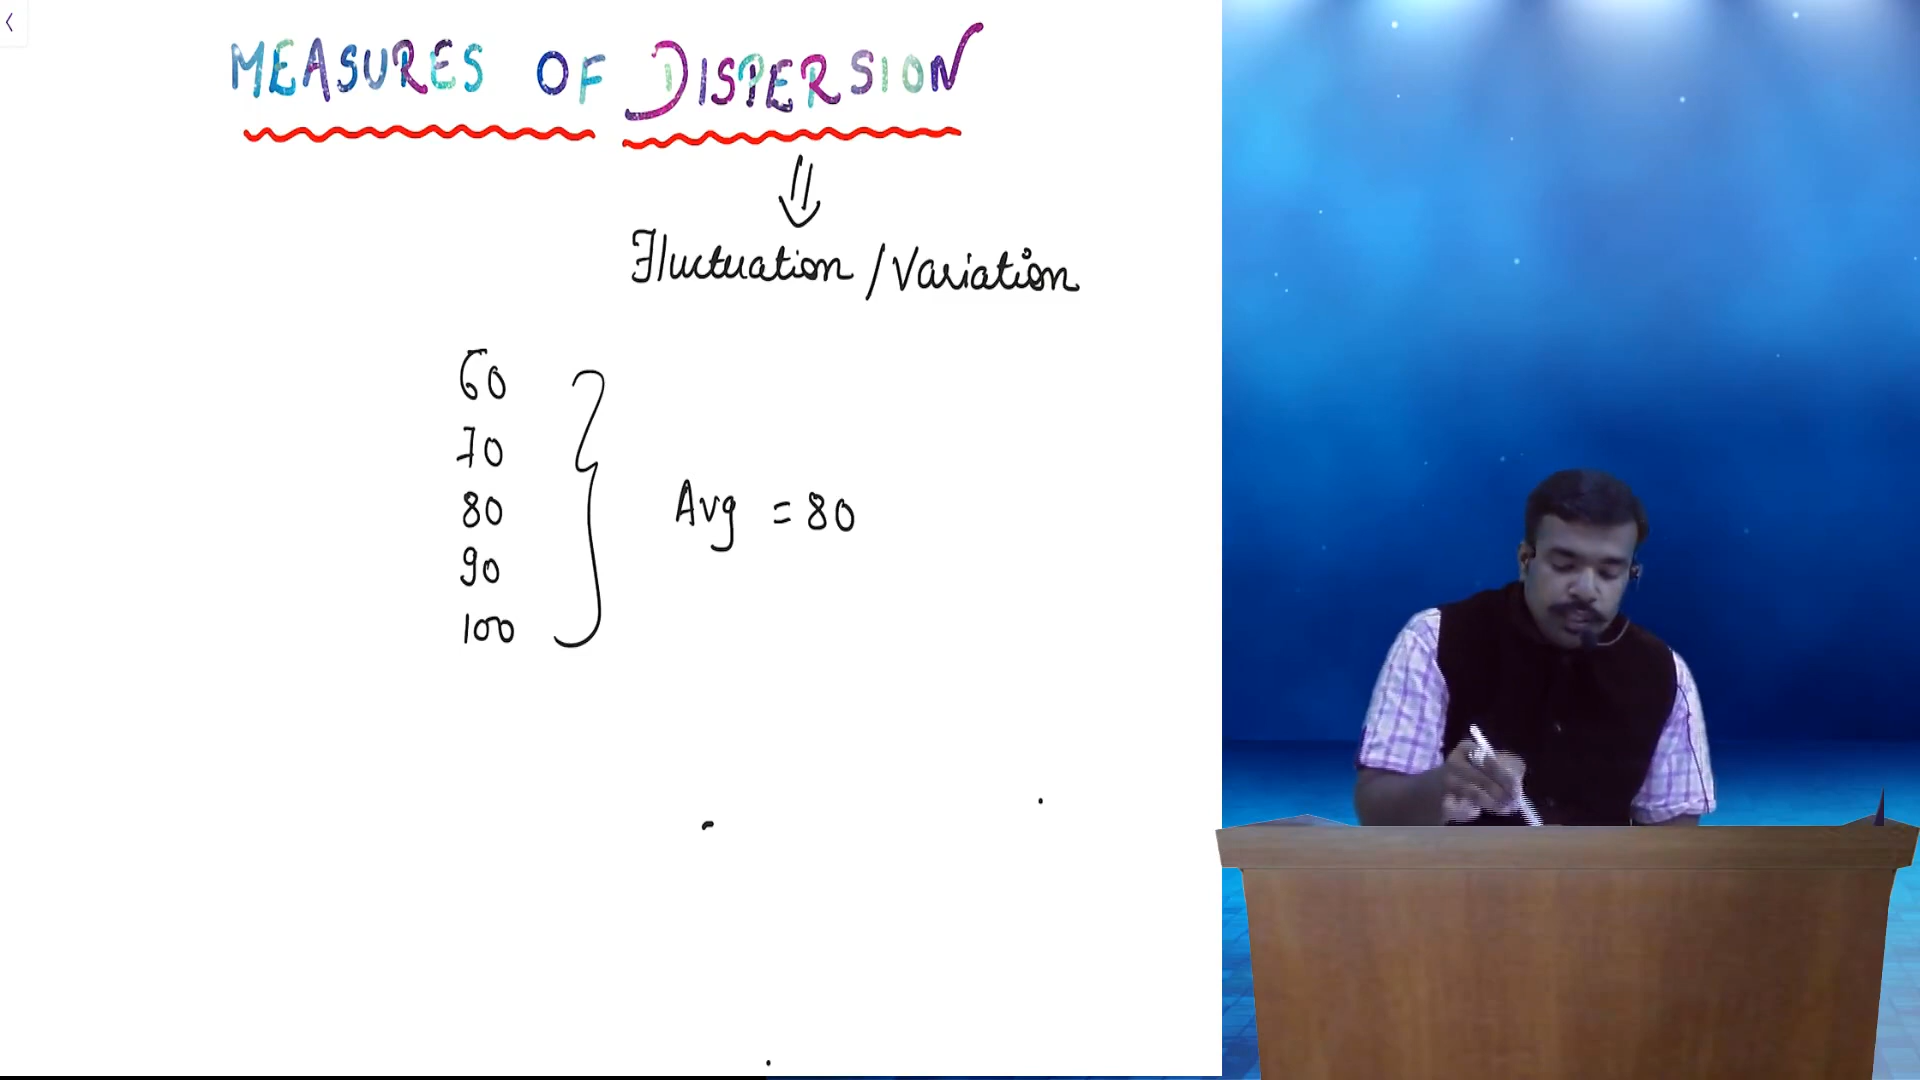 MEASURES OF DISPERSION
Fluctuation / Variation
60
70
80
90
100
Avg = 80